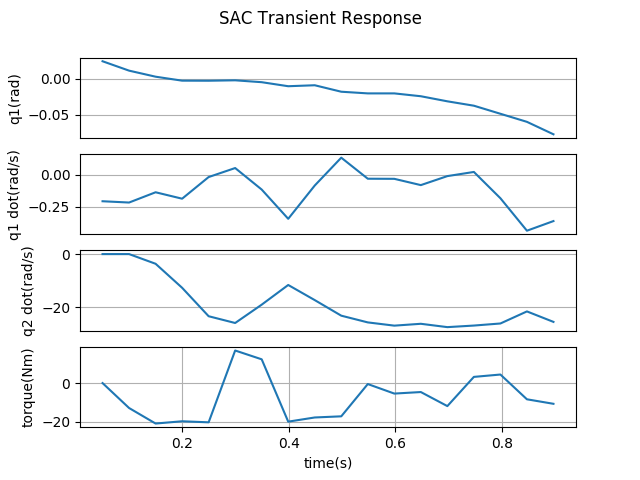 SAC Transient Response
q1(rad)
0.00
−0.05
q1 dot(rad/s)
0.00
−0.25
q2 dot(rad/s)
0
−20
torque(Nm)
0
−20
0.2 0.4 0.6 0.8
time(s)